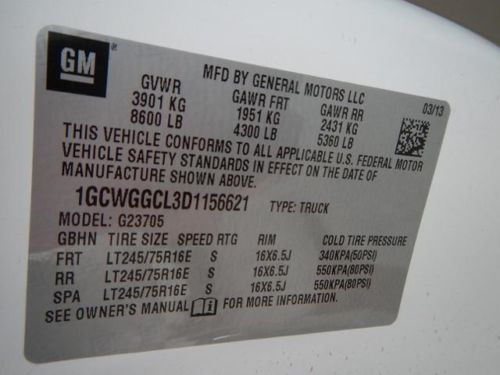 GM
MFD BY GENERAL MOTORS LLC
03/13
GVWR GAWR FRT GAWR RR
3901 KG 1951 KG 2431 KG
8600 LB 4300 LB 5360 LB
THIS VEHICLE CONFORMS TO ALL APPLICABLE U.S. FEDERAL MOTOR
VEHICLE SAFETY STANDARDS IN EFFECT ON THE DATE OF
MANUFACTURE SHOWN ABOVE.
1GCWGGCL3D1156621 TYPE: TRUCK
MODEL: G23705
GBHN TIRE SIZE SPEED RTG RIM COLD TIRE PRESSURE
FRT LT245/75R16E S 16X6.5J 340KPA(50PSI)
RR LT245/75R16E S 16X6.5J 550KPA(80PSI)
SPA LT245/75R16E S 16X6.5J 550KPA(80PSI)
SEE OWNER'S MANUAL FOR MORE INFORMATION.